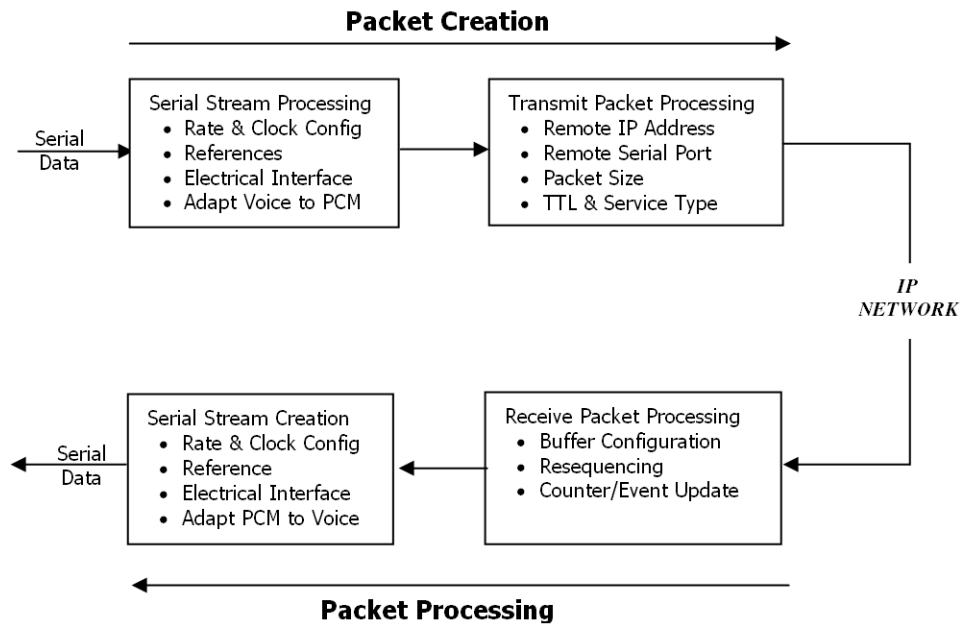 Packet Creation
Serial
Data
Serial Stream Processing
• Rate & Clock Config
• References
• Electrical Interface
• Adapt Voice to PCM
Transmit Packet Processing
• Remote IP Address
• Remote Serial Port
• Packet Size
• TTL & Service Type
IP
NETWORK
Serial
Data
Serial Stream Creation
• Rate & Clock Config
• Reference
• Electrical Interface
• Adapt PCM to Voice
Receive Packet Processing
• Buffer Configuration
• Resequencing
• Counter/Event Update
Packet Processing